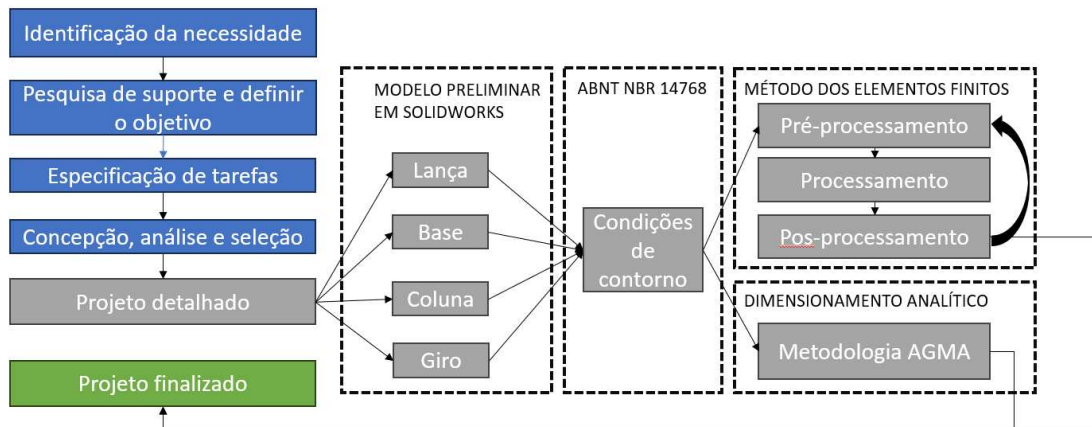 Identificação da necessidade
Pesquisa de suporte e definir
o objetivo
Especificação de tarefas
Concepção, análise e seleção
Projeto detalhado
Projeto finalizado
MODELO PRELIMINAR
EM SOLIDWORKS
Lança
Base
Coluna
Giro
ABNT NBR 14768
Condições
de
contorno
MÉTODO DOS ELEMENTOS FINITOS
Pré-processamento
Processamento
Pos-processamento
DIMENSIONAMENTO ANALÍTICO
Metodologia AGMA